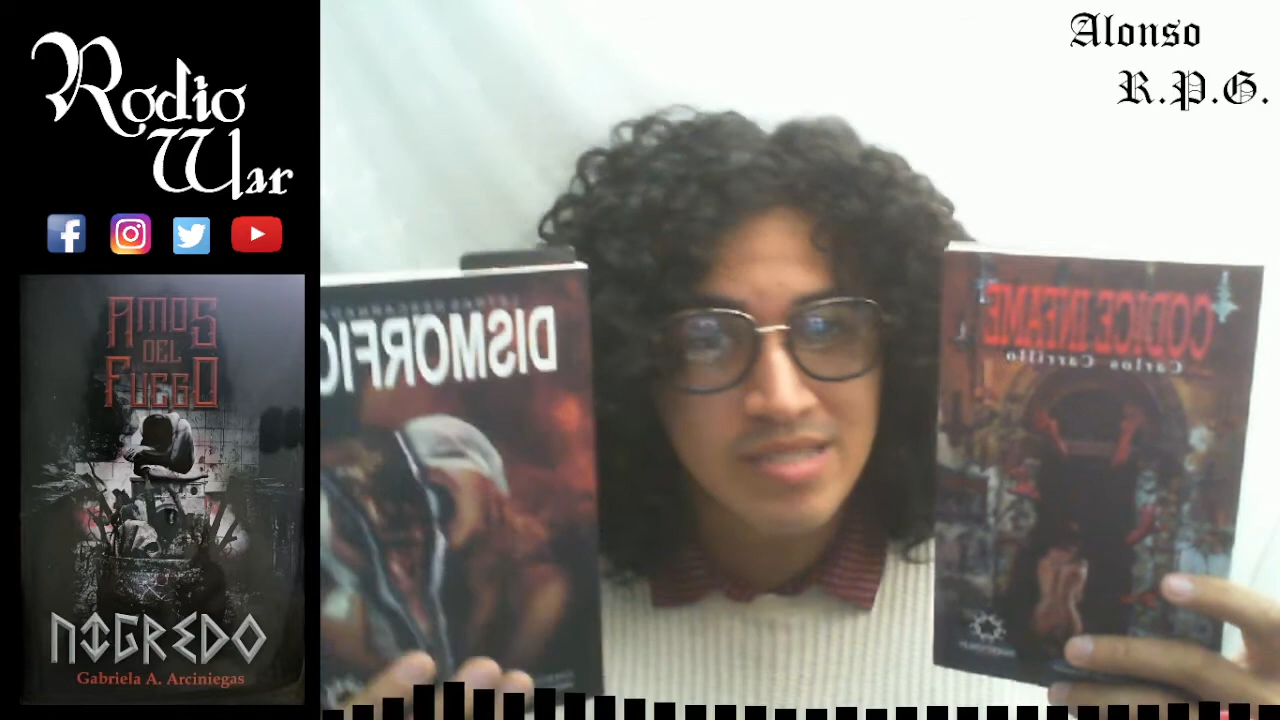 Rodio
War
AMOS
DEL
FUEGO
NIGREDO
Gabriela A. Arciniegas
Alonso
R.P.G.
DISMORFIC
CODICE INFAME
Carlos Carrillo